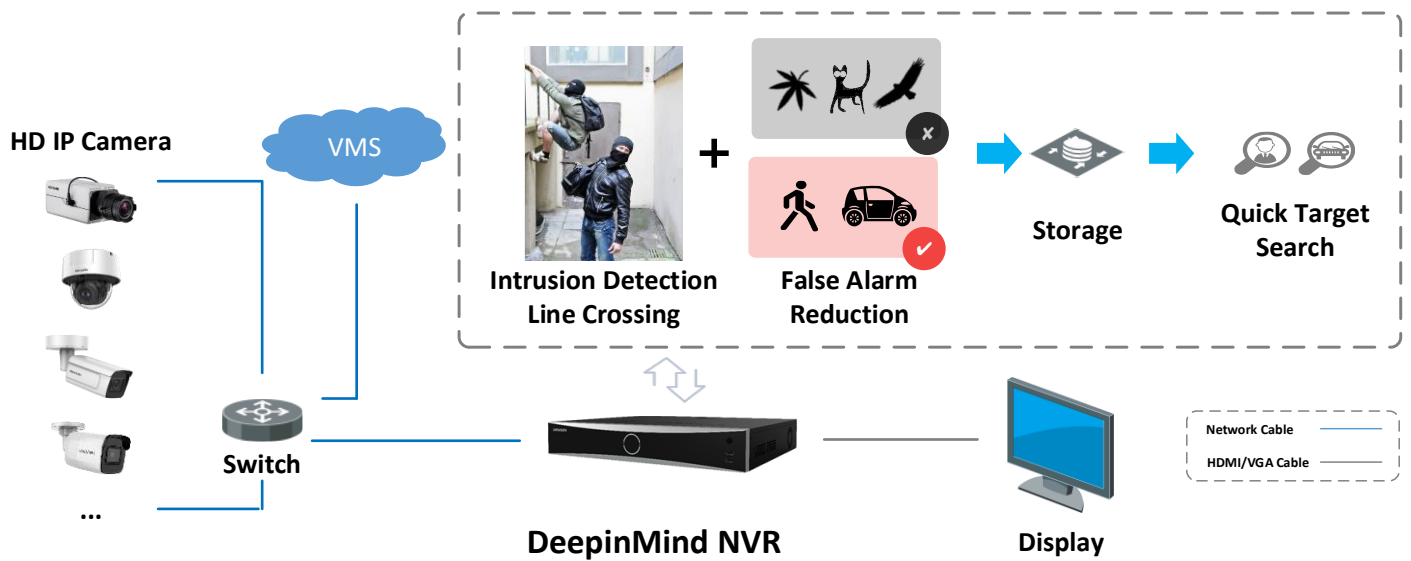 HD IP Camera
VMS
Intrusion Detection
Line Crossing
+
False Alarm
Reduction
Storage
Quick Target
Search
Switch
...
HIKVISION
DeepinMind NVR
Display
Network Cable
HDMI/VGA Cable